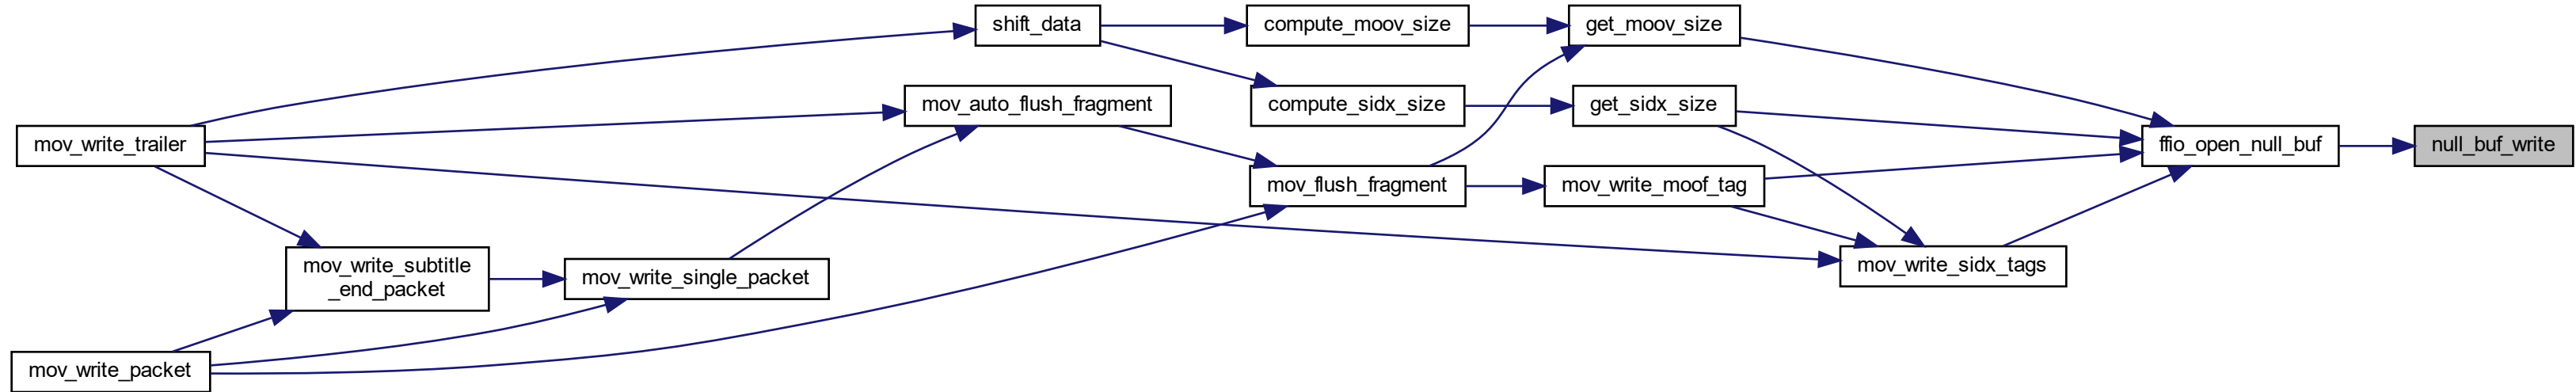 shift_data
compute_moov_size
get_moov_size
mov_auto_flush_fragment
compute_sidx_size
get_sidx_size
mov_write_trailer
ffio_open_null_buf
null_buf_write
mov_flush_fragment
mov_write_moof_tag
mov_write_subtitle
_end_packet
mov_write_single_packet
mov_write_sidx_tags
mov_write_packet